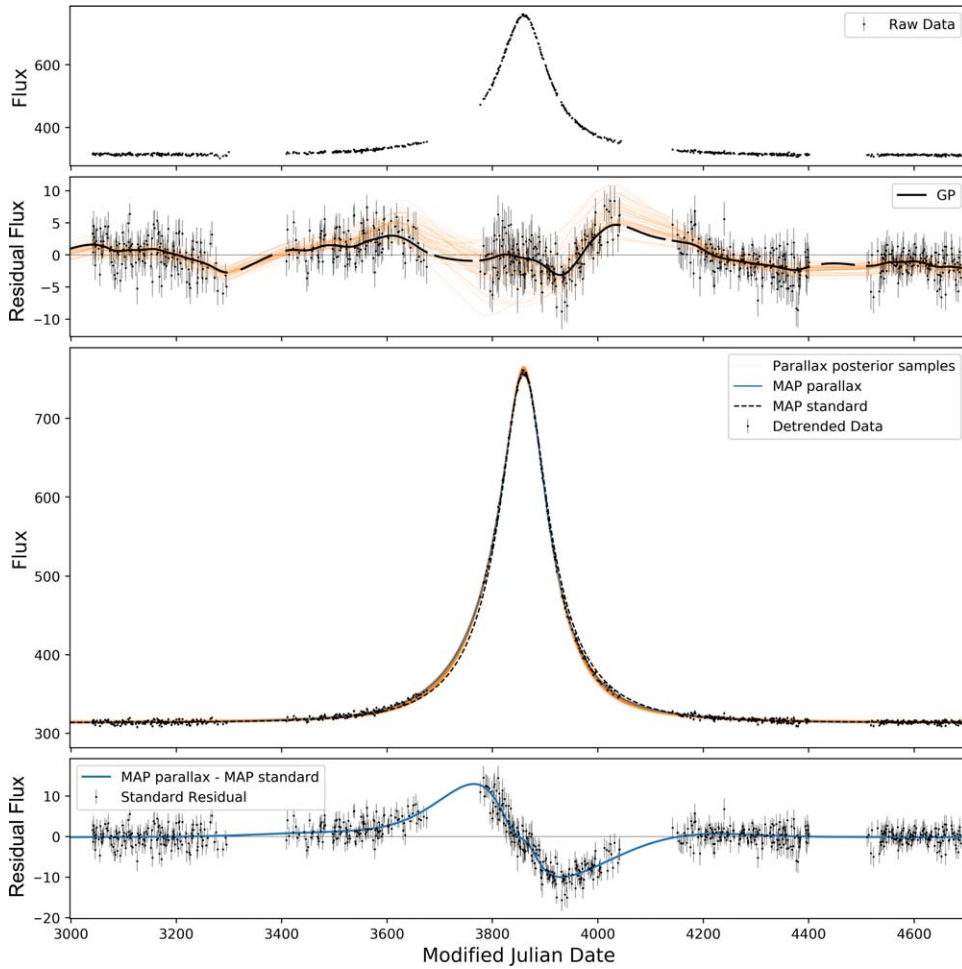 Flux
600
400
Raw Data
Residual Flux
10
5
0
−5
−10
GP
Flux
700
600
500
400
300
Parallax posterior samples
MAP parallax
MAP standard
Detrended Data
Residual Flux
10
0
−10
−20
MAP parallax - MAP standard
Standard Residual
3000 3200 3400 3600 3800 4000 4200 4400 4600
Modified Julian Date